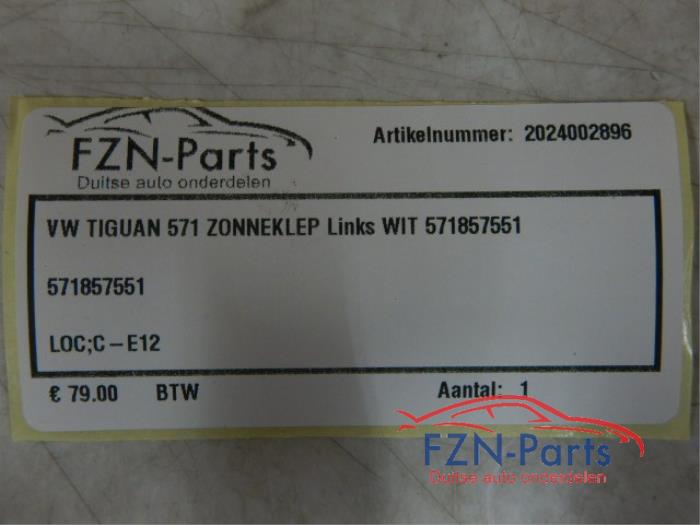 FZN-Parts
Duitse auto onderdelen
Artikelnummer: 2024002896
VW TIGUAN 571 ZONNEKLEP Links WIT 571857551
571857551
LOC;C-E12
€ 79.00 BTW Aantal: 1
FZN-Parts
Duitse auto onderdelen